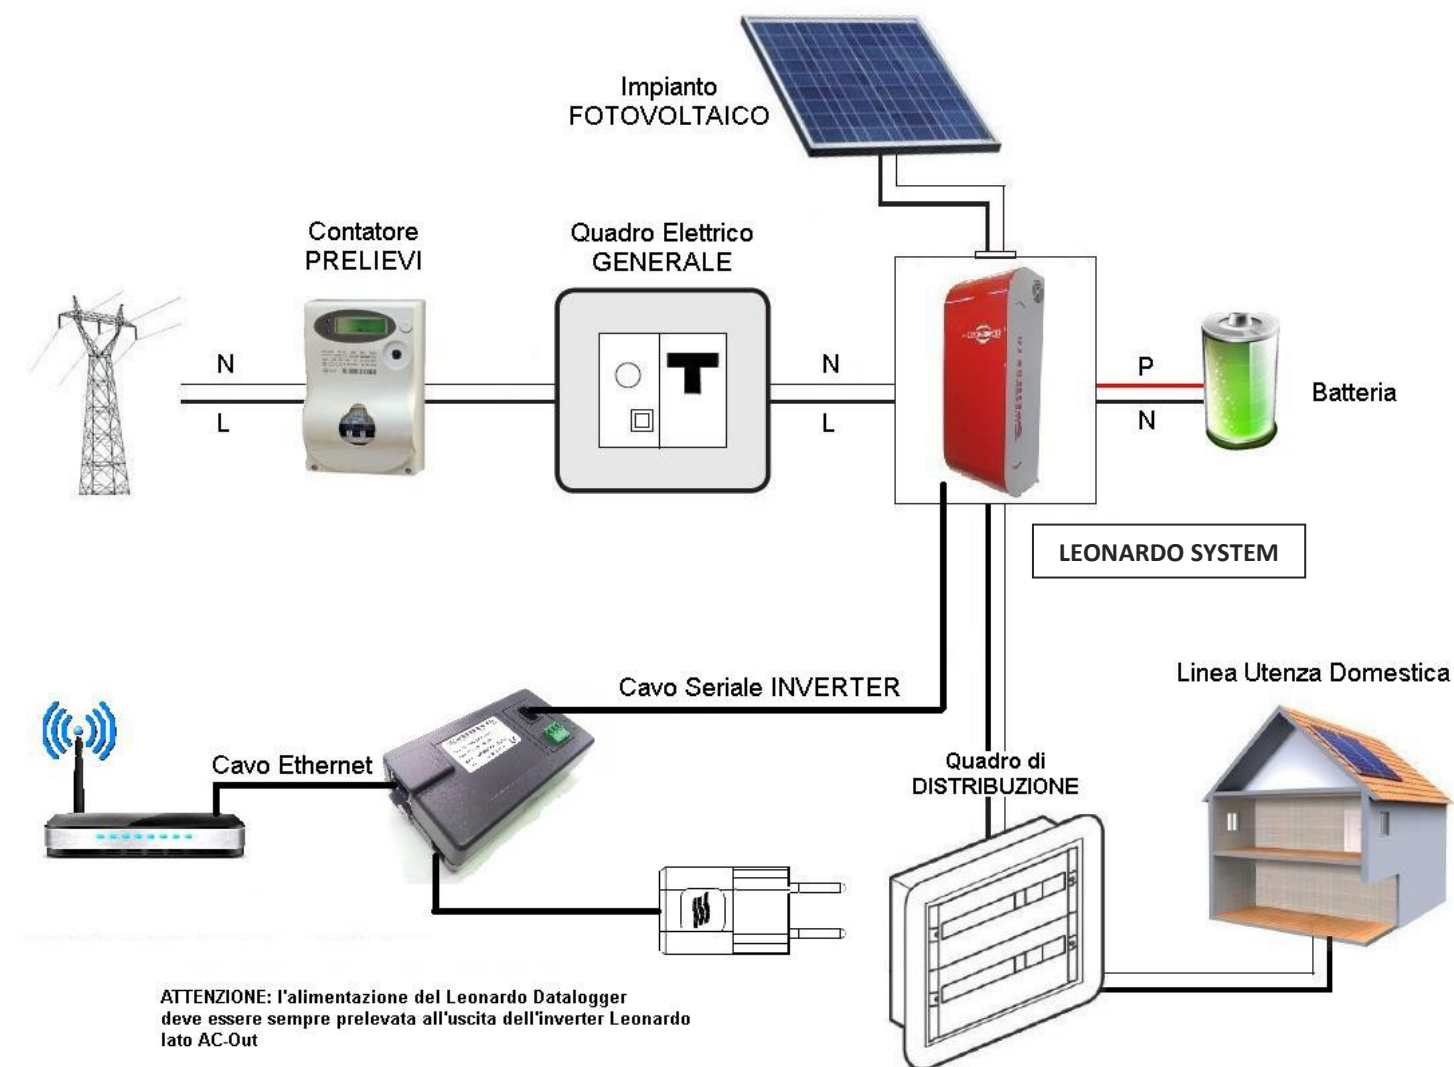 Impianto
FOTOVOLTAICO
Contatore
PRELIEVI
Quadro Elettrico
GENERALE
N
L
N
L
P
N
Batteria
LEONARDO SYSTEM
Linea Utenza Domestica
Cavo Seriale INVERTER
Cavo Ethernet
Quadro di
DISTRIBUZIONE
ATTENZIONE: l'alimentazione del Leonardo Datalogger
deve essere sempre prelevata all'uscita dell'inverter Leonardo
lato AC-Out